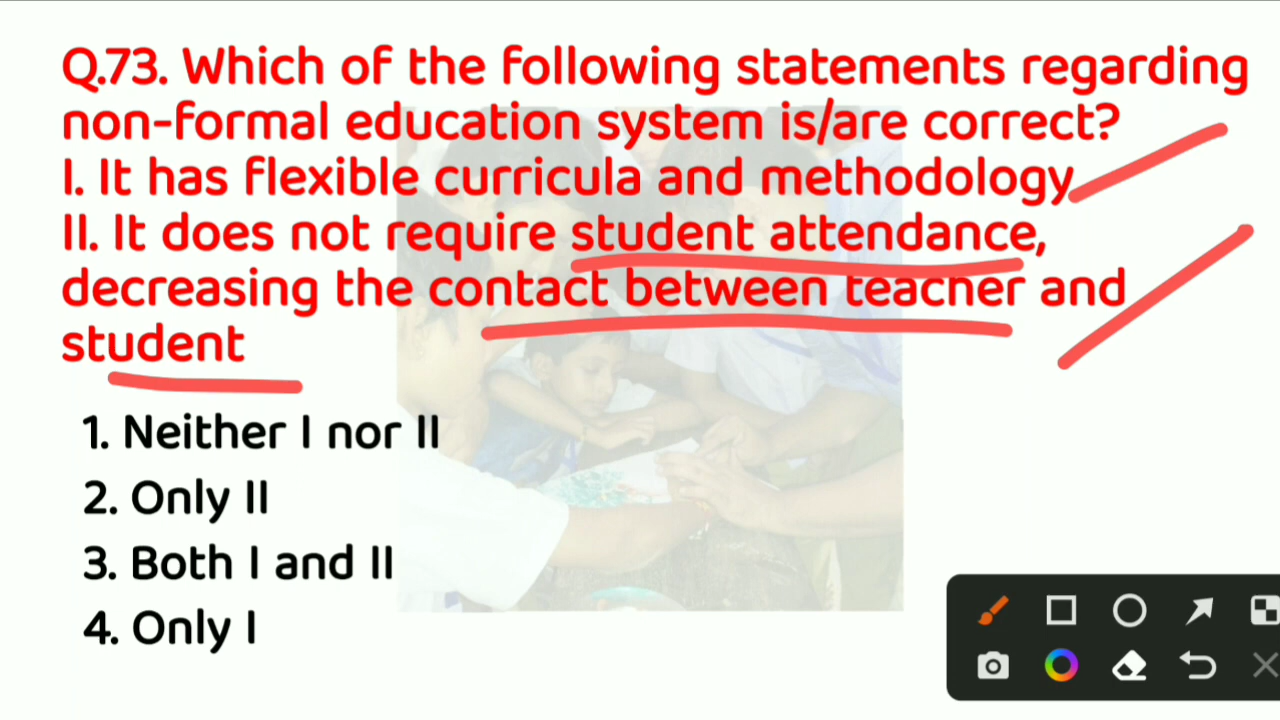 Q.73. Which of the following statements regarding
non-formal education system is/are correct?
I. It has flexible curricula and methodology
II. It does not require student attendance,
decreasing the contact between teacher and
student
1. Neither I nor II
2. Only II
3. Both I and II
4. Only I